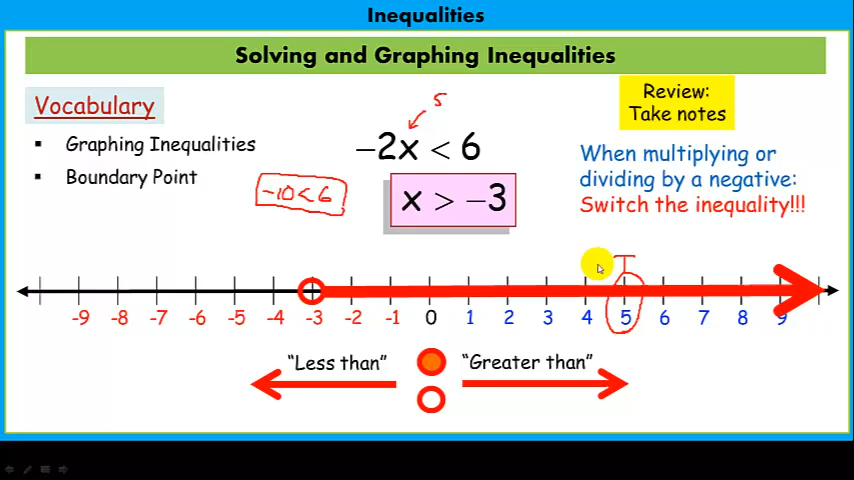 Inequalities
Solving and Graphing Inequalities
Vocabulary
▪ Graphing Inequalities
▪ Boundary Point
5
−2x < 6
-10 < 6
x > −3
Review:
Take notes
When multiplying or
dividing by a negative:
Switch the inequality!!!
T
-9 -8 -7 -6 -5 -4 -3 -2 -1 0 1 2 3 4 5 6 7 8 9
“Less than” “Greater than”